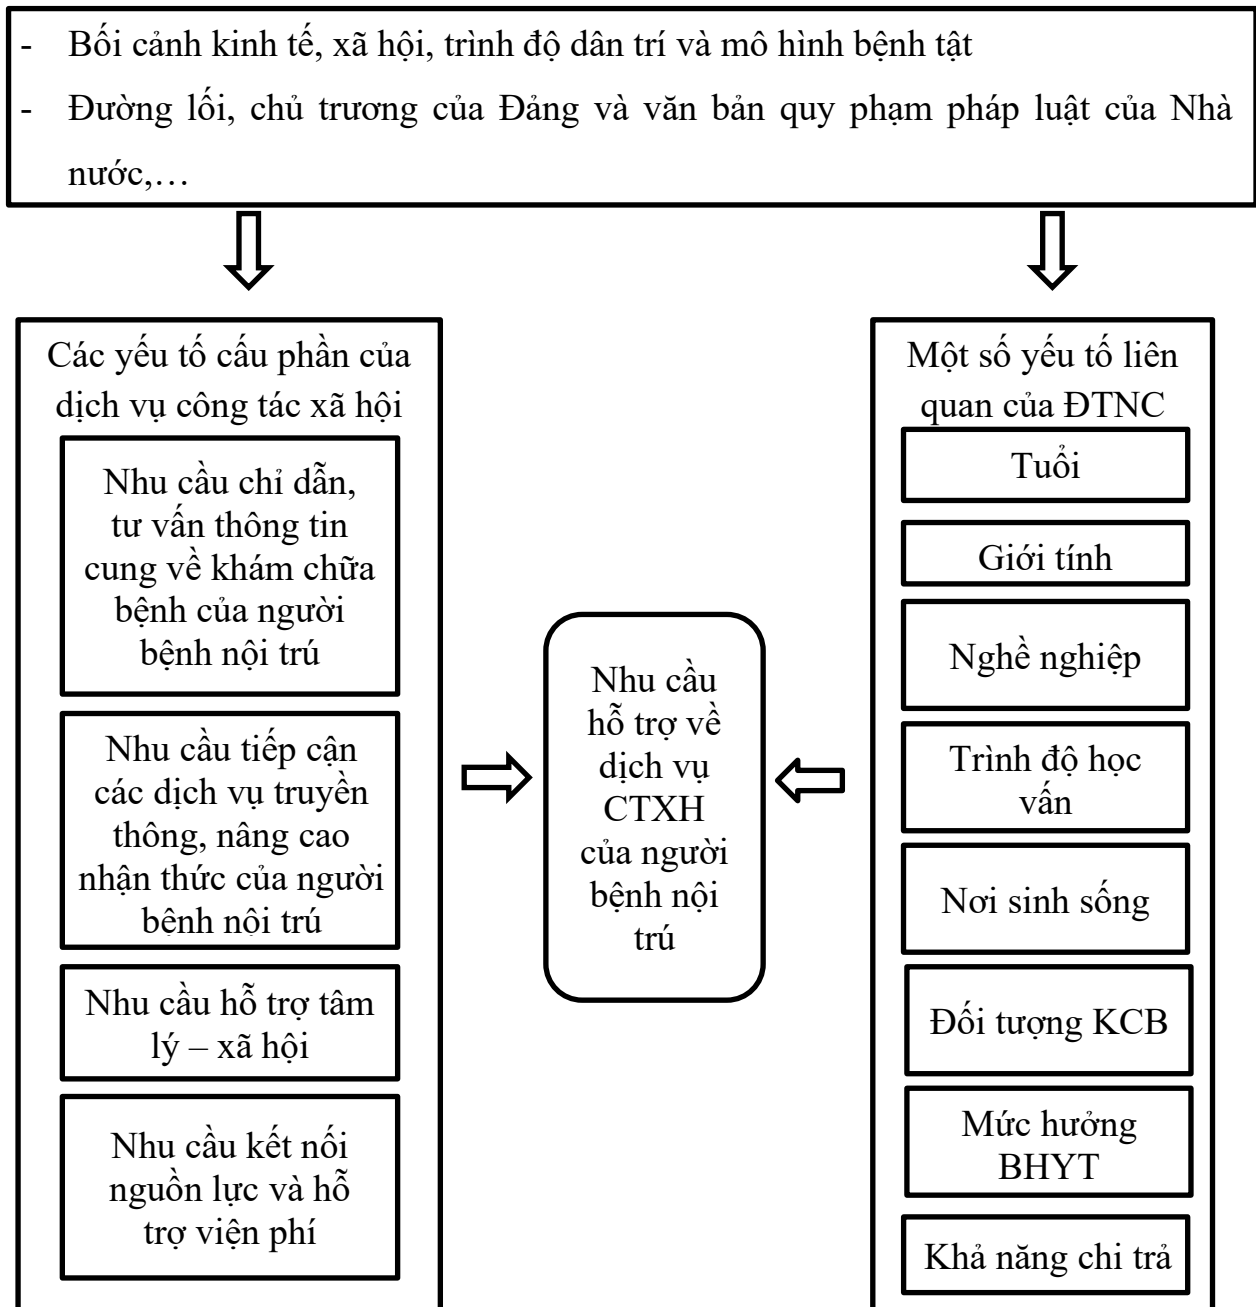 - Bối cảnh kinh tế, xã hội, trình độ dân trí và mô hình bệnh tật
- Đường lối, chủ trương của Đảng và văn bản quy phạm pháp luật của Nhà
nước,…
Các yếu tố cấu phần của
dịch vụ công tác xã hội
Nhu cầu chỉ dẫn,
tư vấn thông tin
cung về khám chữa
bệnh của người
bệnh nội trú
Nhu cầu tiếp cận
các dịch vụ truyền
thông, nâng cao
nhận thức của người
bệnh nội trú
Nhu cầu hỗ trợ tâm
lý – xã hội
Nhu cầu kết nối
nguồn lực và hỗ
trợ viện phí
Nhu cầu
hỗ trợ về
dịch vụ
CTXH
của người
bệnh nội
trú
Một số yếu tố liên
quan của ĐTNC
Tuổi
Giới tính
Nghề nghiệp
Trình độ học
vấn
Nơi sinh sống
Đối tượng KCB
Mức hưởng
BHYT
Khả năng chi trả